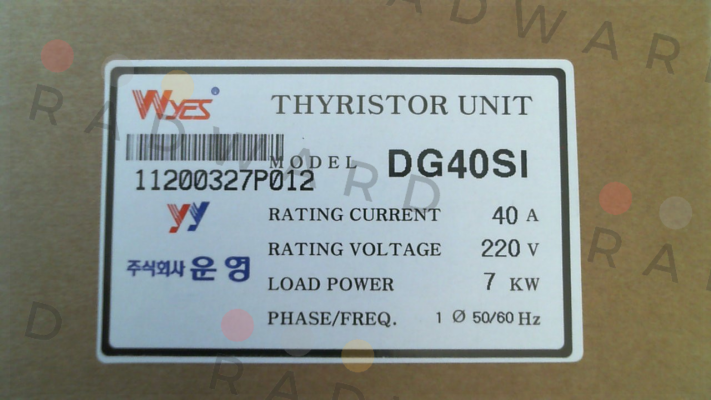 RADWARD
WYES® THYRISTOR UNIT
MODEL DG40SI
11200327P012
RADWARD
yy
RATING CURRENT 40 A
RATING VOLTAGE 220 V
주식회사 운영
LOAD POWER 7 KW
PHASE/FREQ. 1 Ø 50/60 Hz